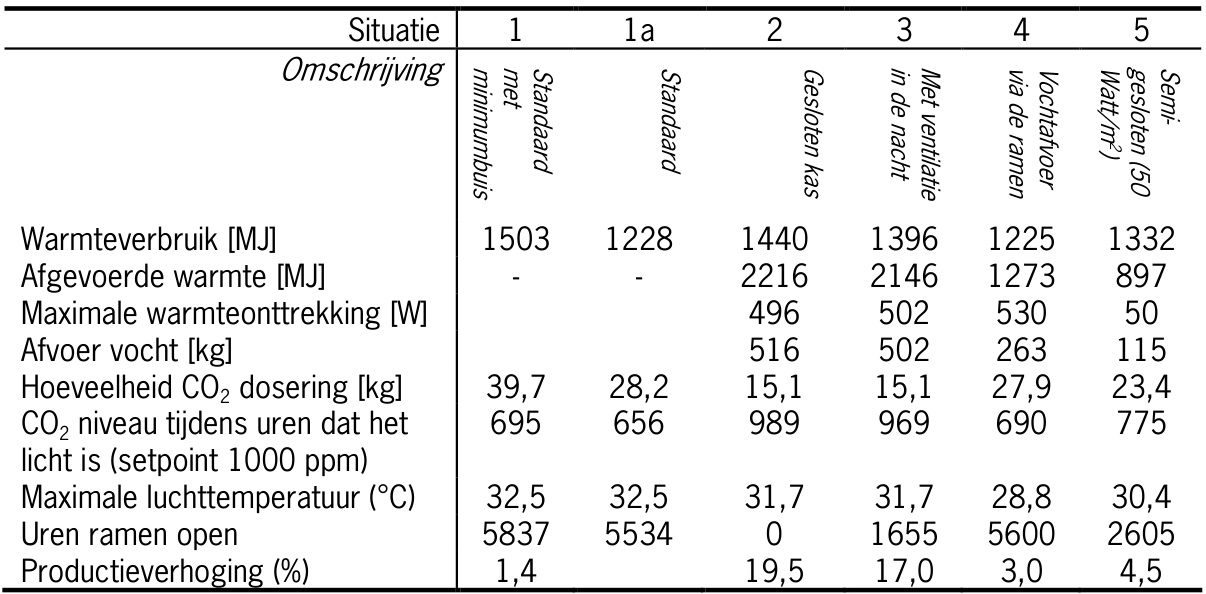 Situatie 1 1a 2 3 4 5
Omschrijving
Standaard
met
minimumbuis
Standaard
Gesloten kas
Met ventilatie
in de nacht
Vochtafvoer
via de ramen
Semi-
gesloten (50
Watt/m²)
Warmteverbruik [MJ] 1503 1228 1440 1396 1225 1332
Afgevoerde warmte [MJ] - - 2216 2146 1273 897
Maximale warmteonttrekking [W] 496 502 530 50
Afvoer vocht [kg] 516 502 263 115
Hoeveelheid CO₂ dosering [kg] 39,7 28,2 15,1 15,1 27,9 23,4
CO₂ niveau tijdens uren dat het 695 656 989 969 690 775
licht is (setpoint 1000 ppm)
Maximale luchttemperatuur (°C) 32,5 32,5 31,7 31,7 28,8 30,4
Uren ramen open 5837 5534 0 1655 5600 2605
Productieverhoging (%) 1,4 19,5 17,0 3,0 4,5